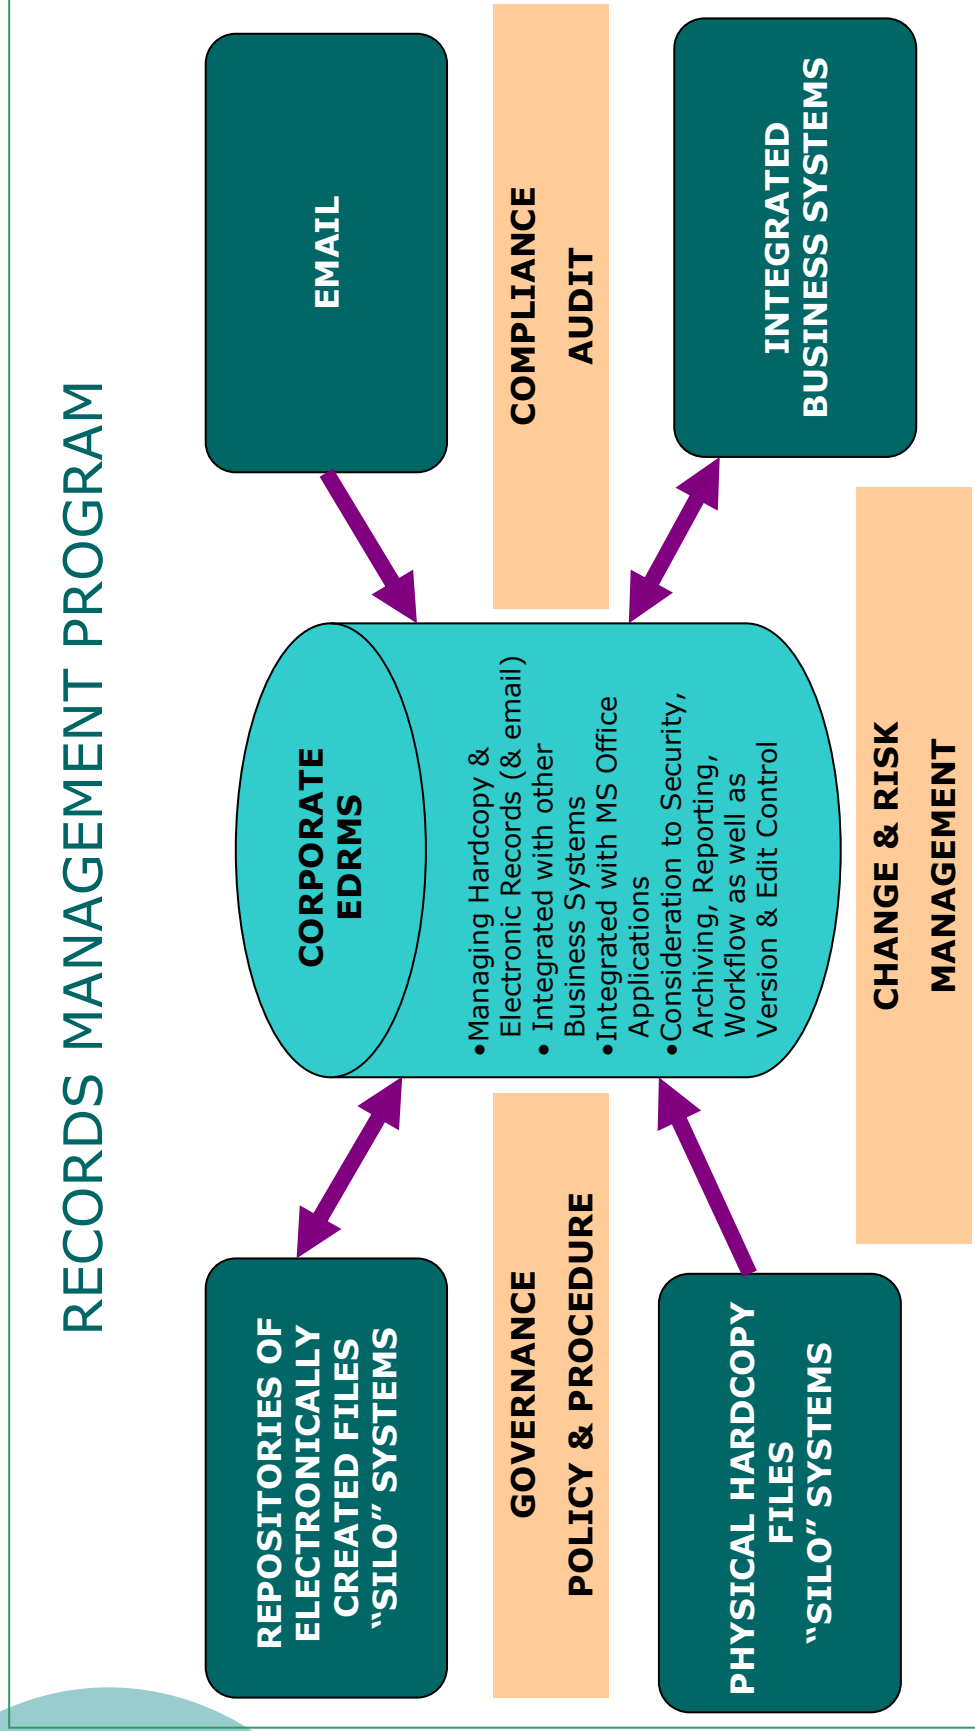 RECORDS MANAGEMENT PROGRAM
REPOSITORIES OF
ELECTRONICALLY
CREATED FILES
“SILO” SYSTEMS
CORPORATE
EDRMS
EMAIL
GOVERNANCE
POLICY & PROCEDURE
•Managing Hardcopy &
Electronic Records (& email)
• Integrated with other
Business Systems
•Integrated with MS Office
Applications
•Consideration to Security,
Archiving, Reporting,
Workflow as well as
Version & Edit Control
COMPLIANCE
AUDIT
PHYSICAL HARDCOPY
FILES
“SILO” SYSTEMS
INTEGRATED
BUSINESS SYSTEMS
CHANGE & RISK
MANAGEMENT